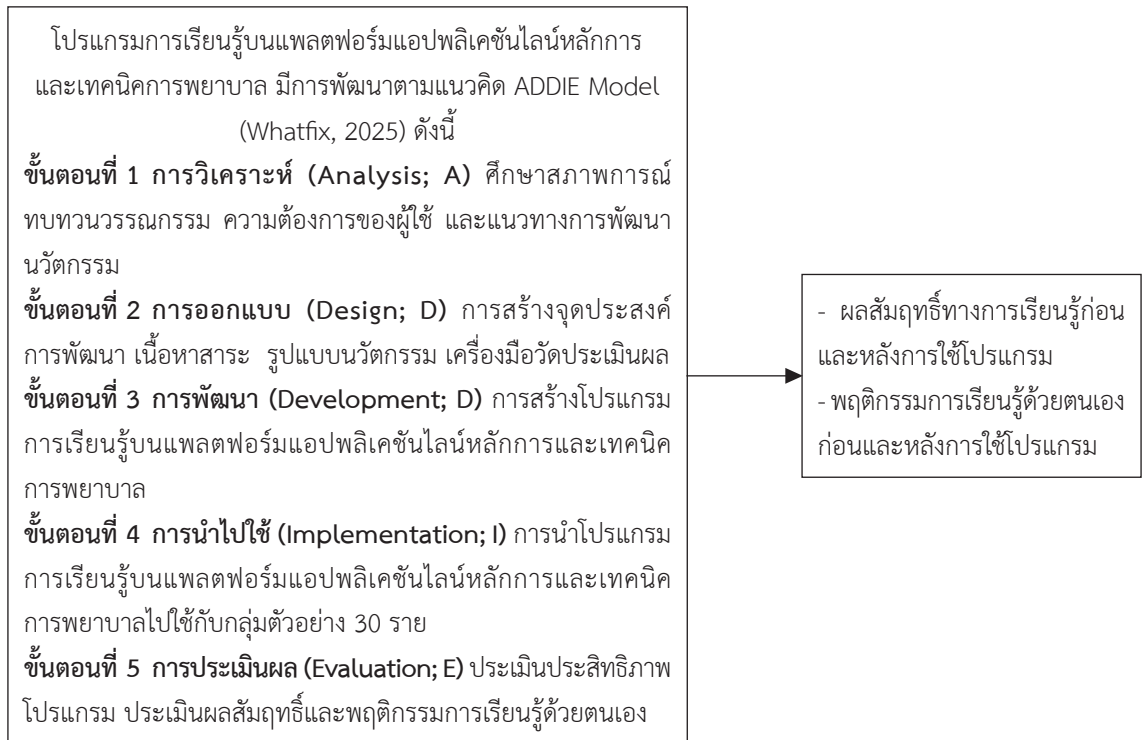 โปรแกรมการเรียนรู้บนแพลตฟอร์มแอปพลิเคชันไลน์หลักการ
และเทคนิคการพยาบาล มีการพัฒนาตามแนวคิด ADDIE Model
(Whatfix, 2025) ดังนี้
ขั้นตอนที่ 1 การวิเคราะห์ (Analysis; A) ศึกษาสภาพการณ์
ทบทวนวรรณกรรม ความต้องการของผู้ใช้ และแนวทางการพัฒนา
นวัตกรรม
ขั้นตอนที่ 2 การออกแบบ (Design; D) การสร้างจุดประสงค์
การพัฒนา เนื้อหาสาระ รูปแบบนวัตกรรม เครื่องมือวัดประเมินผล
ขั้นตอนที่ 3 การพัฒนา (Development; D) การสร้างโปรแกรม
การเรียนรู้บนแพลตฟอร์มแอปพลิเคชันไลน์หลักการและเทคนิค
การพยาบาล
ขั้นตอนที่ 4 การนำไปใช้ (Implementation; I) การนำโปรแกรม
การเรียนรู้บนแพลตฟอร์มแอปพลิเคชันไลน์หลักการและเทคนิค
การพยาบาลไปใช้กับกลุ่มตัวอย่าง 30 ราย
ขั้นตอนที่ 5 การประเมินผล (Evaluation; E) ประเมินประสิทธิภาพ
โปรแกรม ประเมินผลสัมฤทธิ์และพฤติกรรมการเรียนรู้ด้วยตนเอง
- ผลสัมฤทธิ์ทางการเรียนรู้ก่อน
และหลังการใช้โปรแกรม
- พฤติกรรมการเรียนรู้ด้วยตนเอง
ก่อนและหลังการใช้โปรแกรม